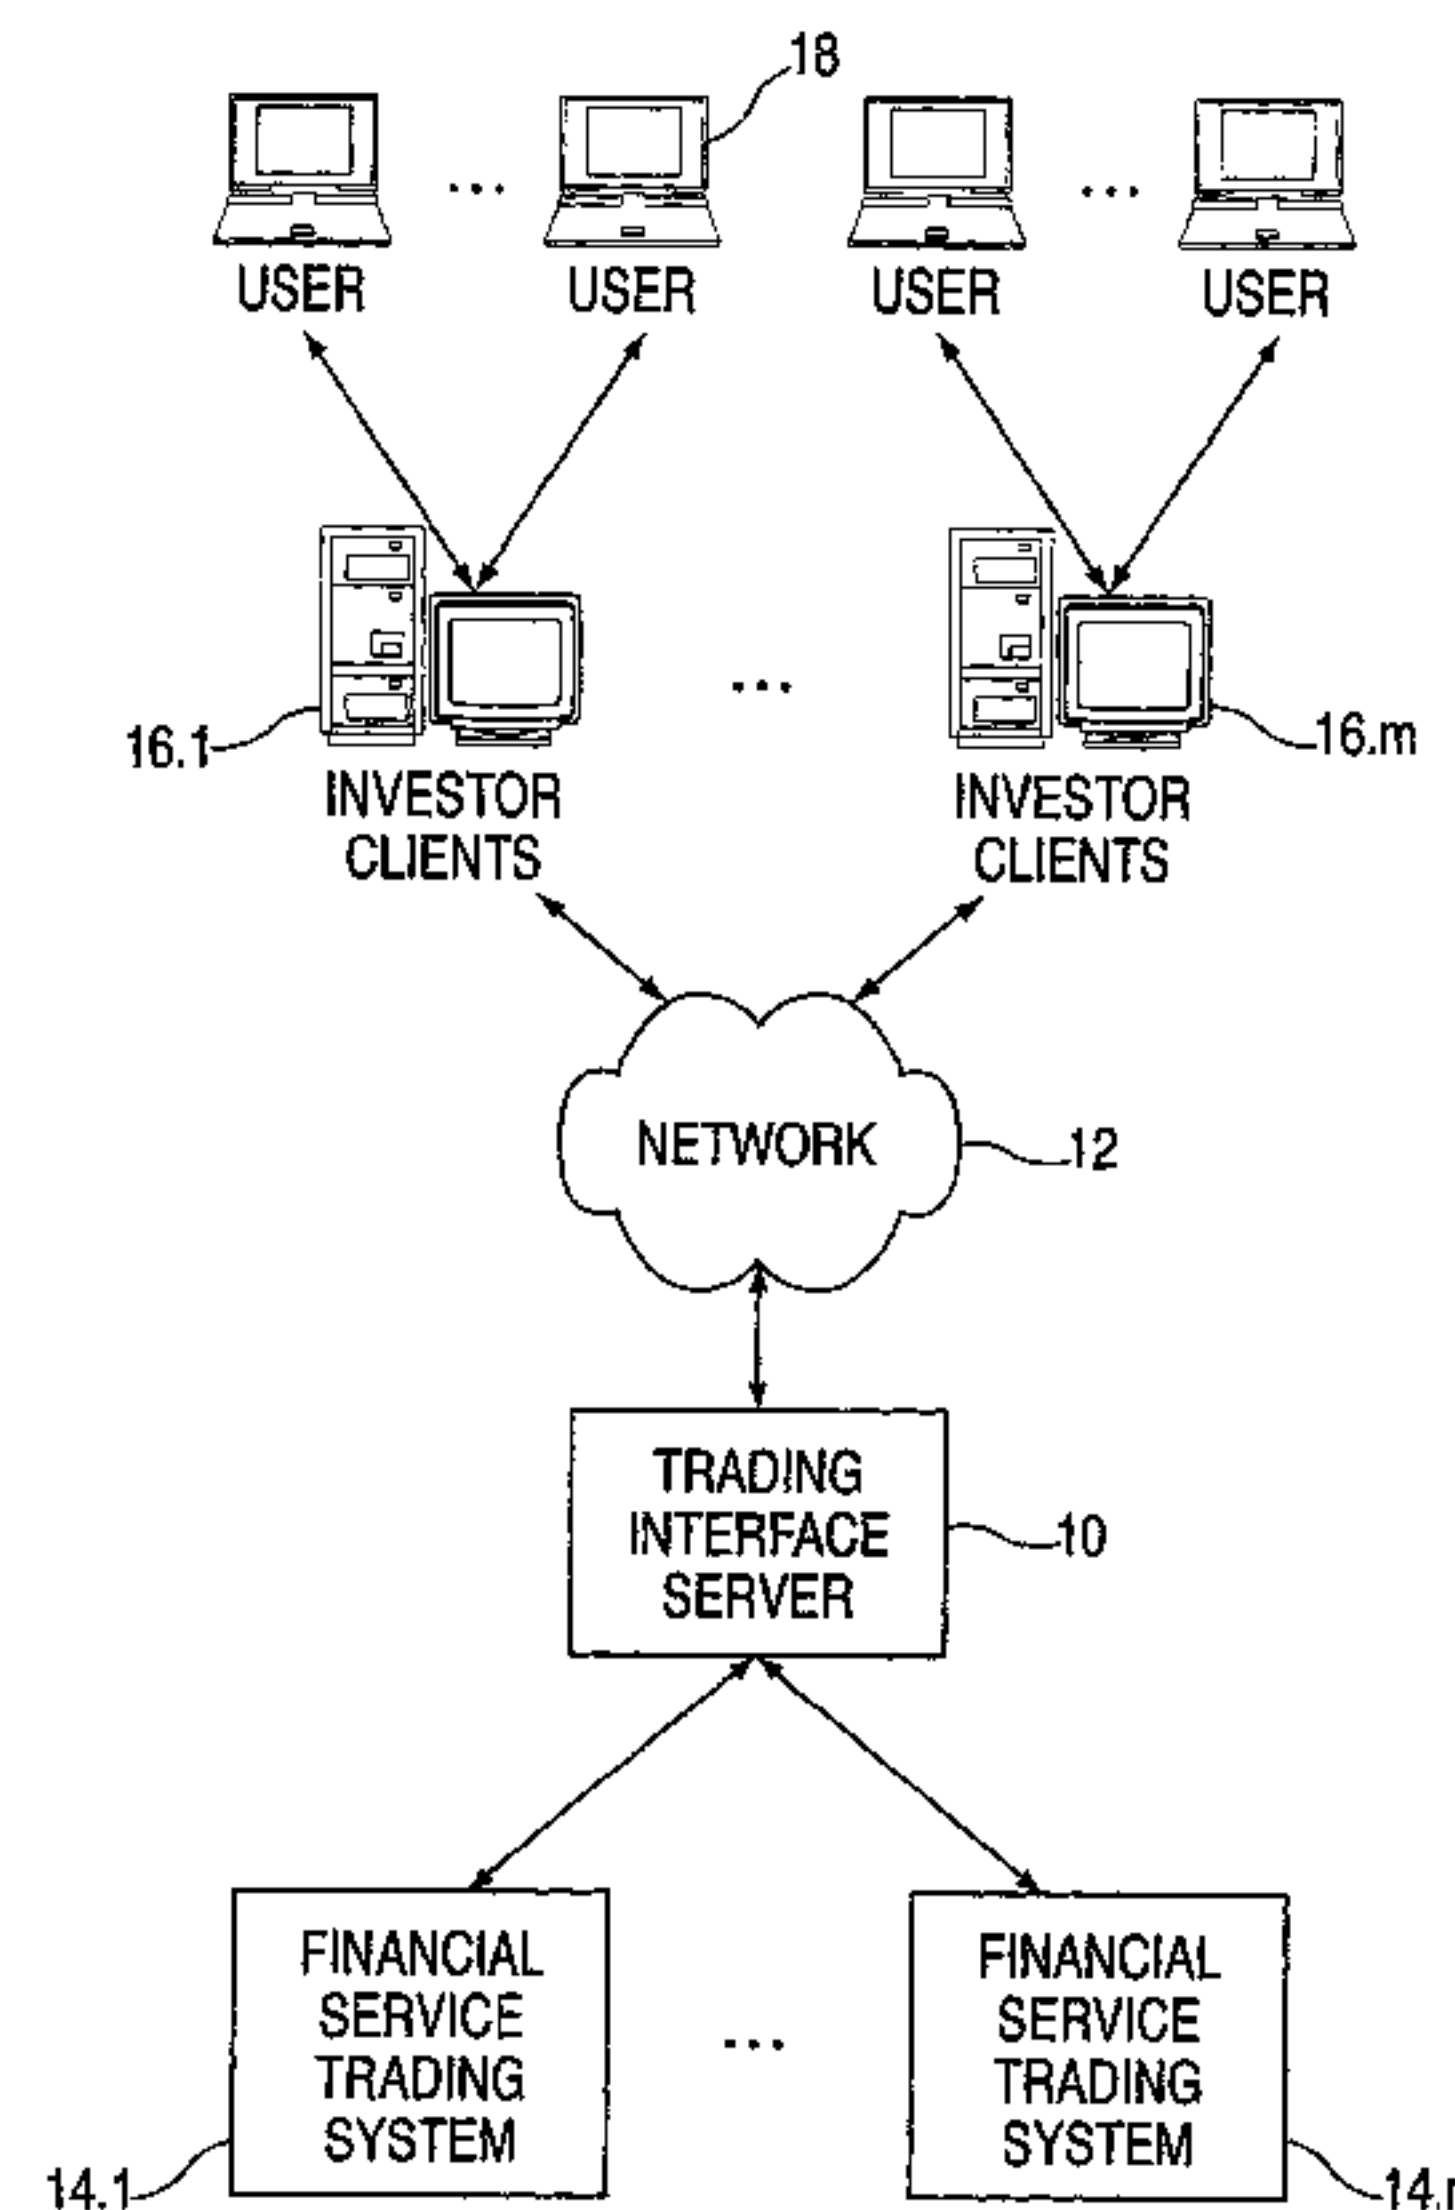 18
USER
USER
USER
USER
16.1
16.m
INVESTOR
CLIENTS
INVESTOR
CLIENTS
NETWORK
12
TRADING
INTERFACE
SERVER
10
FINANCIAL
SERVICE
TRADING
SYSTEM
FINANCIAL
SERVICE
TRADING
SYSTEM
14.1